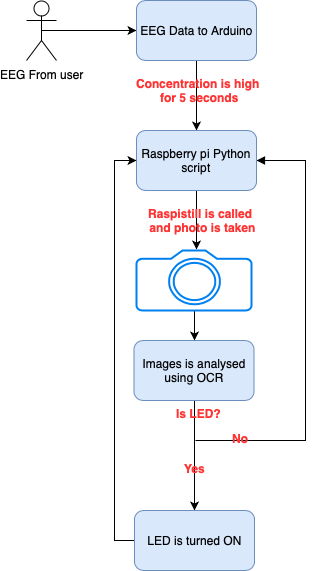 EEG Data to Arduino
EEG From user
Concentration is high
for 5 seconds
Raspberry pi Python
script
Raspistill is called
and photo is taken
Images is analysed
using OCR
Is LED?
No
Yes
LED is turned ON